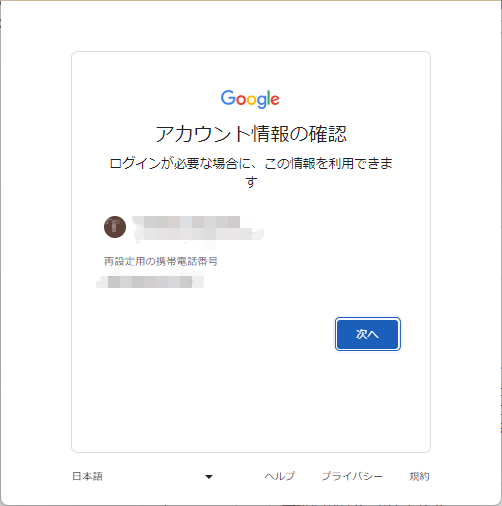 Google
アカウント情報の確認
ログインが必要な場合に、この情報を利用できま
す
再設定用の携帯電話番号
次へ
日本語
ヘルプ
プライバシー
規約